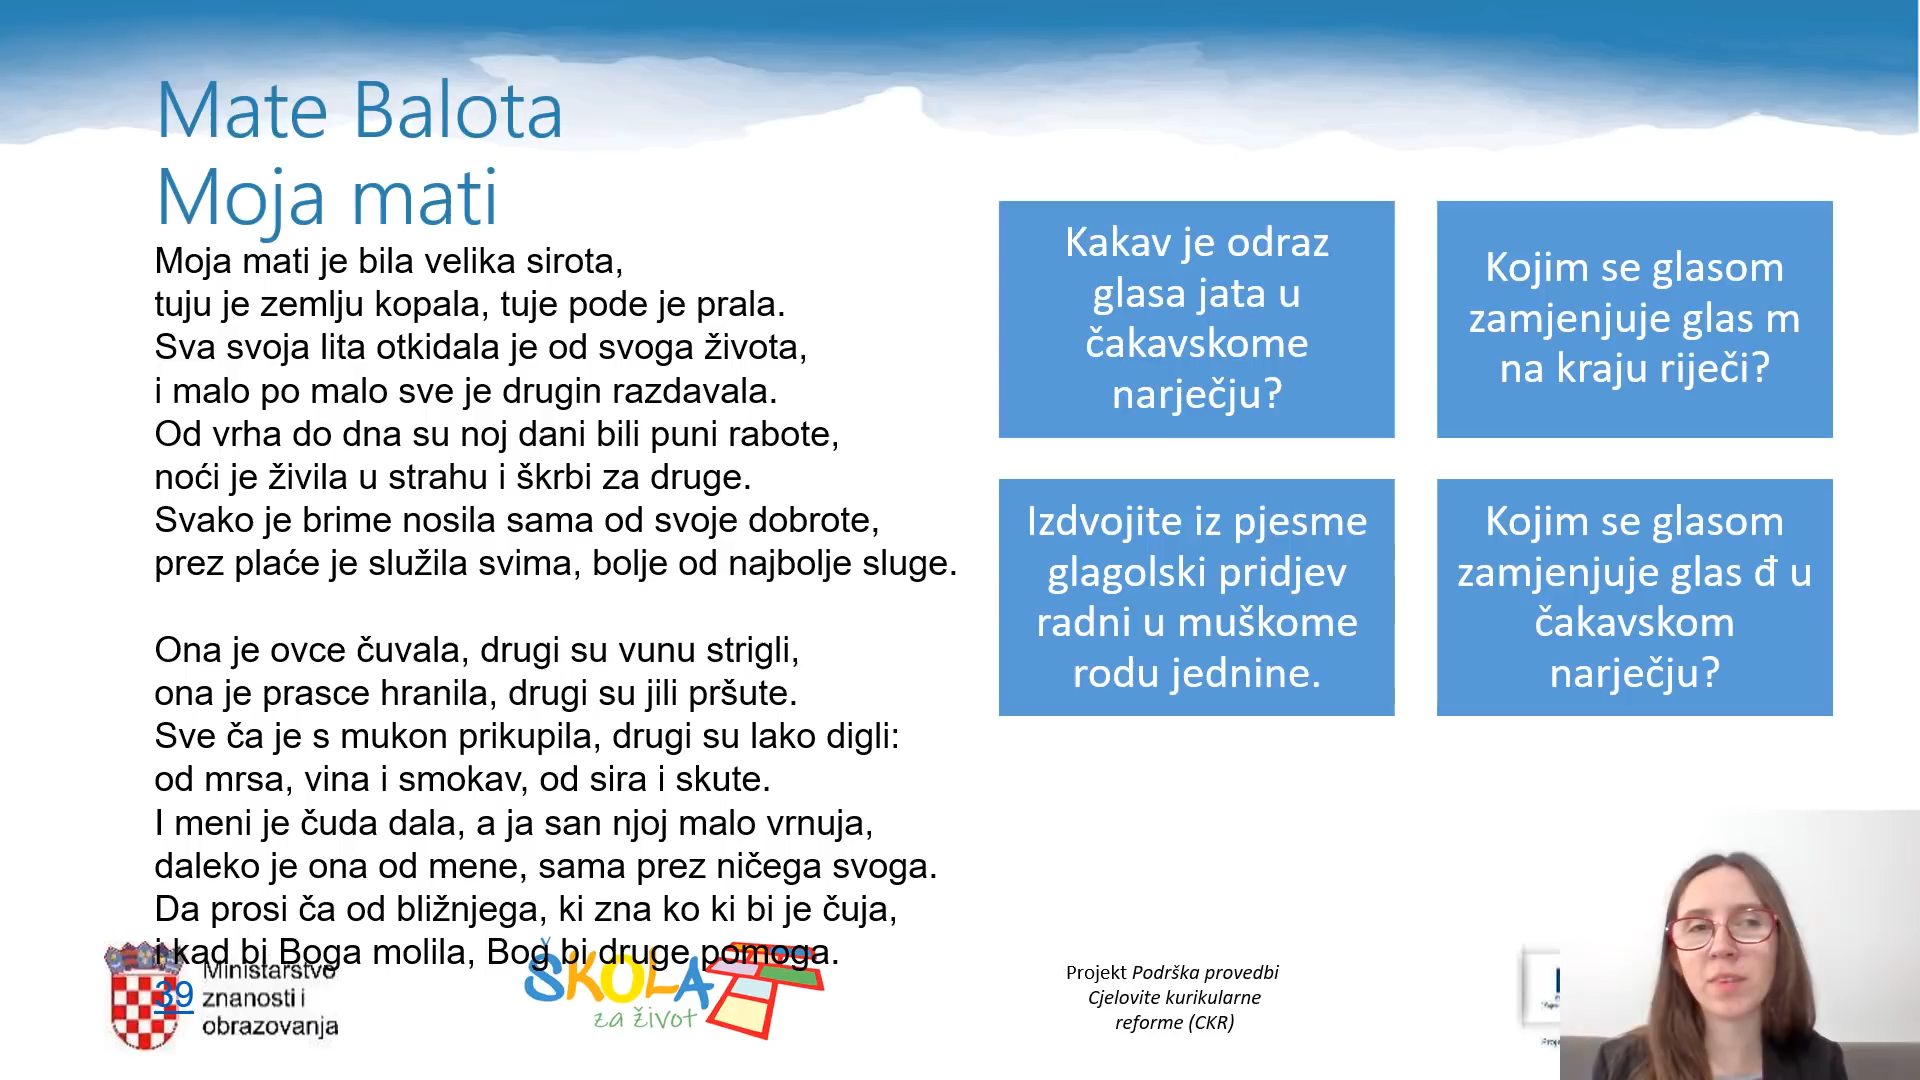 Mate Balota
Moja mati
Moja mati je bila velika sirota,
tuju je zemlju kopala, tuje pode je prala.
Sva svoja lita otkidala je od svoga života,
i malo po malo sve je drugin razdavala.
Od vrha do dna su noj dani bili puni rabote,
noći je živila u strahu i škrbi za druge.
Svako je brime nosila sama od svoje dobrote,
prez plaće je služila svima, bolje od najbolje sluge.
Ona je ovce čuvala, drugi su vunu strigli,
ona je prasce hranila, drugi su jili pršute.
Sve ča je s mukon prikupila, drugi su lako digli:
od mrsa, vina i smokav, od sira i skute.
I meni je čuda dala, a ja san njoj malo vrnuja,
daleko je ona od mene, sama prez ničega svoga.
Da prosi ča od bližnjega, ki zna ko ki bi je čuja,
i kad bi Boga molila, Bog bi druge pomoga.
Kakav je odraz
glasa jata u
čakavskome
narječju?
Kojim se glasom
zamjenjuje glas m
na kraju riječi?
Izdvojite iz pjesme
glagolski pridjev
radni u muškome
rodu jednine.
Kojim se glasom
zamjenjuje glas đ u
čakavskom
narječju?
39
Ministarstvo
znanosti i
obrazovanja
ŠKOLA
za život
Projekt Podrška provedbi
Cjelovite kurikularne
reforme (CKR)